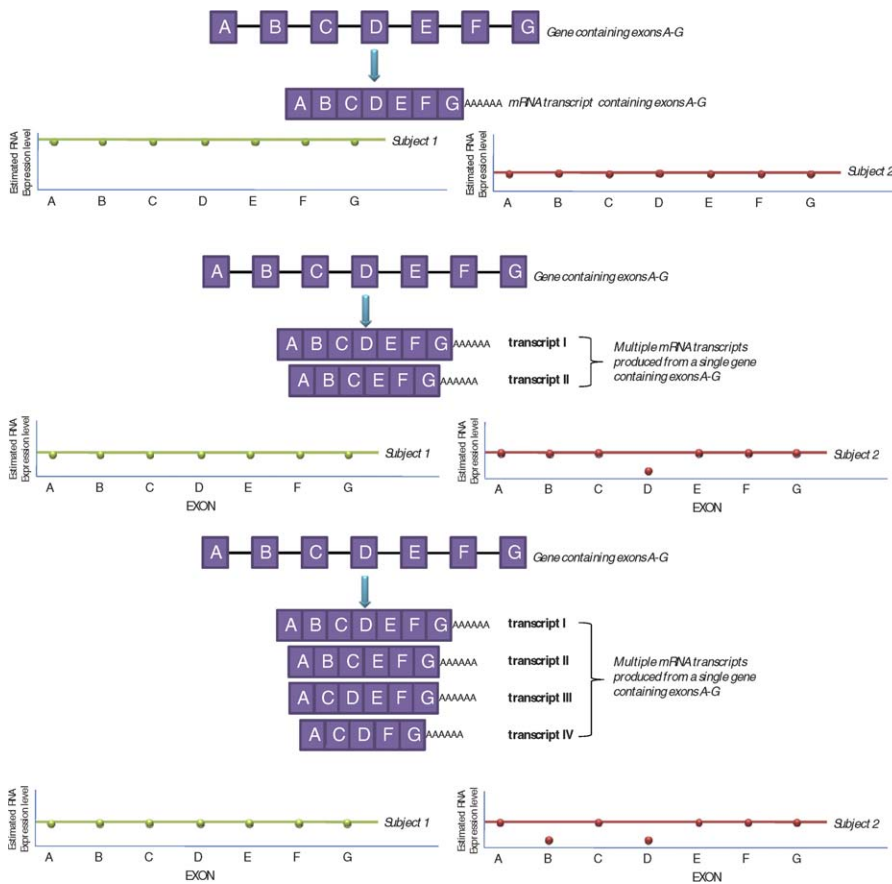 A B C D E F G Gene containing exons A-G
A B C D E F G AAAAAA mRNA transcript containing exons A-G
Estimated RNA
Expression level
Subject 1
A B C D E F G
Estimated RNA
Expression level
Subject 2
A B C D E F G
A B C D E F G Gene containing exons A-G
A B C D E F G AAAAAA transcript I
A B C E F G AAAAAA transcript II
Multiple mRNA transcripts
produced from a single gene
containing exons A-G
Estimated RNA
Expression level
Subject 1
A B C D E F G
EXON
Estimated RNA
Expression level
Subject 2
A B C D E F G
EXON
A B C D E F G Gene containing exons A-G
A B C D E F G AAAAAA transcript I
A B C E F G AAAAAA transcript II
A C D E F G AAAAAA transcript III
A C D F G AAAAAA transcript IV
Multiple mRNA transcripts
produced from a single gene
containing exons A-G
Estimated RNA
Expression level
Subject 1
A B C D E F G
EXON
Estimated RNA
Expression level
Subject 2
A B C D E F G
EXON